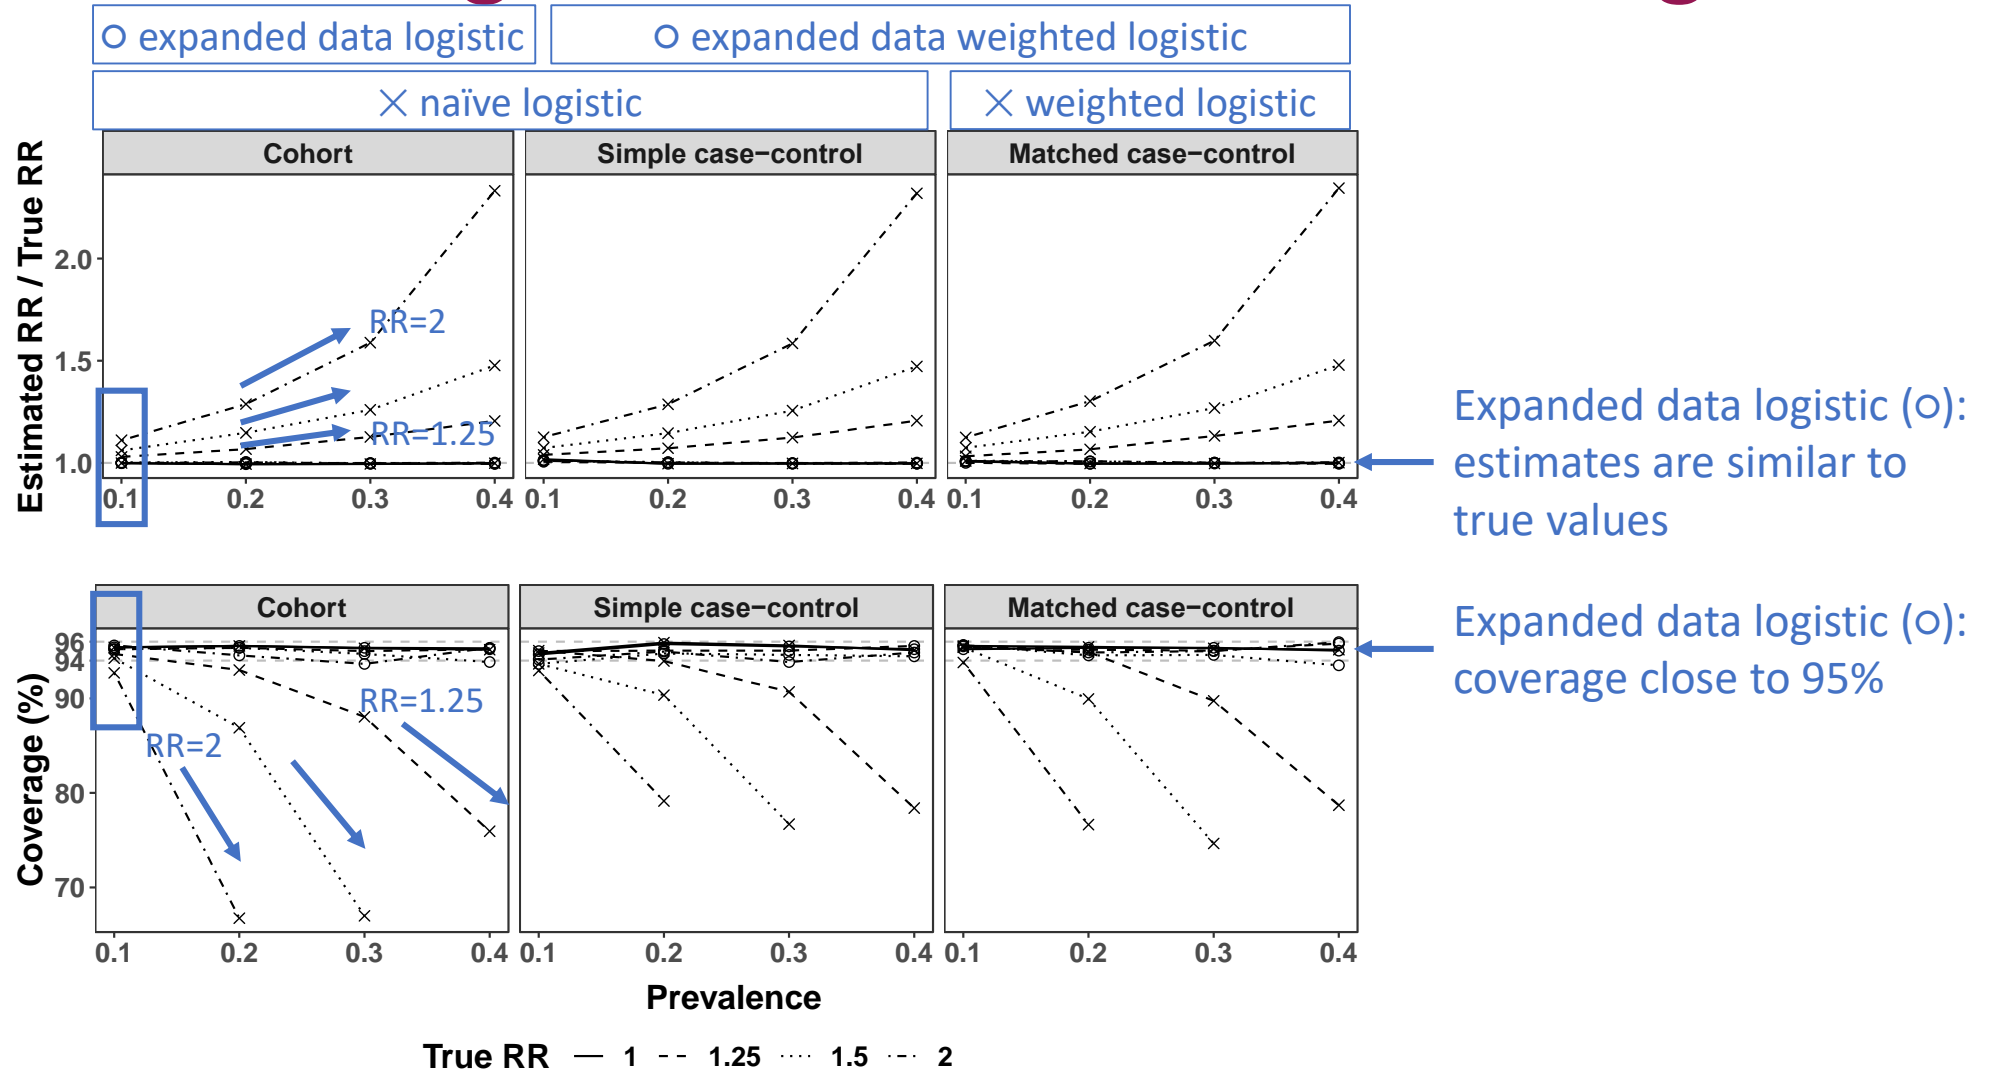 expanded data logistic
expanded data weighted logistic
naïve logistic
weighted logistic
Cohort
Simple case−control
Matched case−control
Estimated RR / True RR
2.0
1.5
1.0
RR=2
RR=1.25
0.1 0.2 0.3 0.4
0.1 0.2 0.3 0.4
0.1 0.2 0.3 0.4
Expanded data logistic (○):
estimates are similar to
true values
Cohort
Simple case−control
Matched case−control
Coverage (%)
96
94
90
80
70
RR=1.25
RR=2
0.1 0.2 0.3 0.4
0.1 0.2 0.3 0.4
0.1 0.2 0.3 0.4
Expanded data logistic (○):
coverage close to 95%
Prevalence
True RR 1 1.25 1.5 2